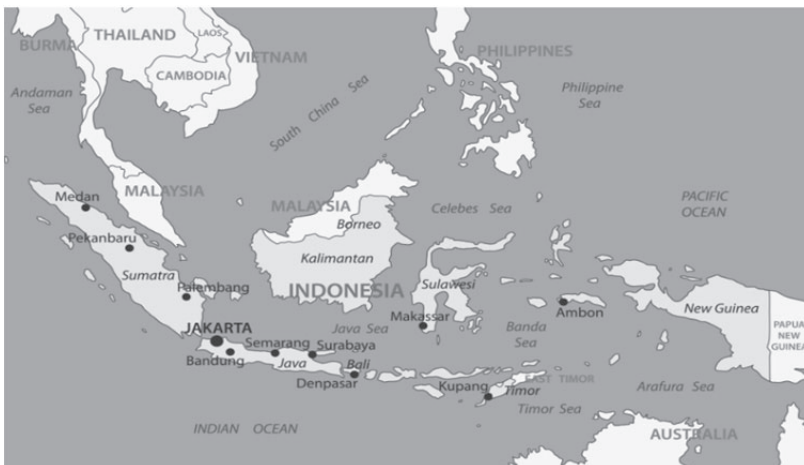 THAILAND
LAOS
BURMA
VIETNAM
PHILIPPINES
CAMBODIA
Andaman
Sea
South China Sea
Philippine
Sea
MALAYSIA
Medan
MALAYSIA
Celebes Sea
PACIFIC
OCEAN
Borneo
Pekanbaru
Kalimantan
Sumatra
Palembang
INDONESIA
Sulawesi
New Guinea
JAKARTA
Java Sea
Makassar
Ambon
Banda
Sea
PAPUA
NEW
GUINEA
Semarang
Surabaya
Bandung
Java
Bali
Denpasar
Kupang
EAST TIMOR
Timor
Arafura Sea
Timor Sea
INDIAN OCEAN
AUSTRALIA